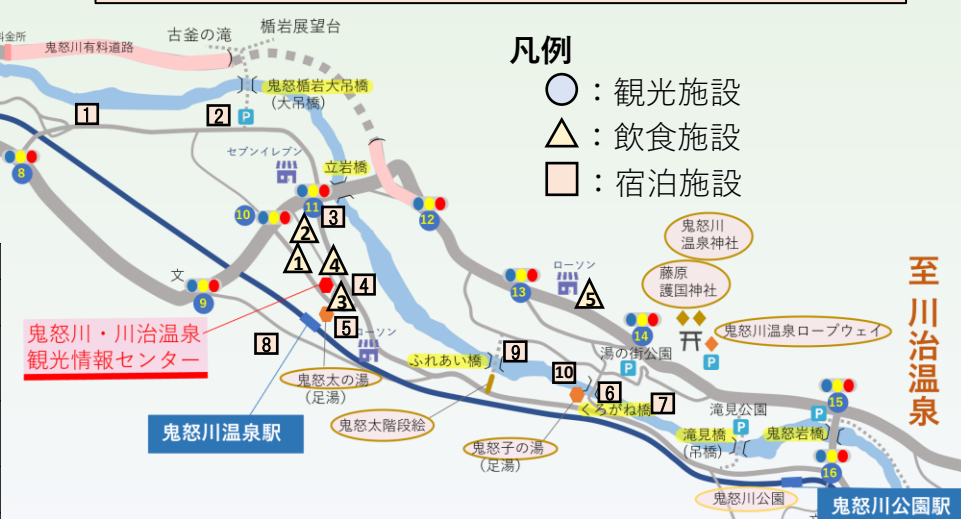 料金所
鬼怒川有料道路
古釜の滝
楯岩展望台
鬼怒楯岩大吊橋
(大吊橋)
凡例
:観光施設
:飲食施設
:宿泊施設
1
2
P
セブンイレブン
立岩橋
8
10
11
3
12
2
1
4
文
9
4
3
5
ローソン
13
ローソン
5
鬼怒川
温泉神社
藤原
護国神社
14
鬼怒川温泉ロープウェイ
P
湯の街公園
P
至川治温泉
鬼怒川・川治温泉
観光情報センター
8
鬼怒太の湯
(足湯)
ふれあい橋
9
10
6
7
くろがね橋
滝見公園
P
15
P
鬼怒川温泉駅
鬼怒太階段絵
鬼怒子の湯
(足湯)
滝見橋
(吊橋)
鬼怒岩橋
16
鬼怒川公園
鬼怒川公園駅